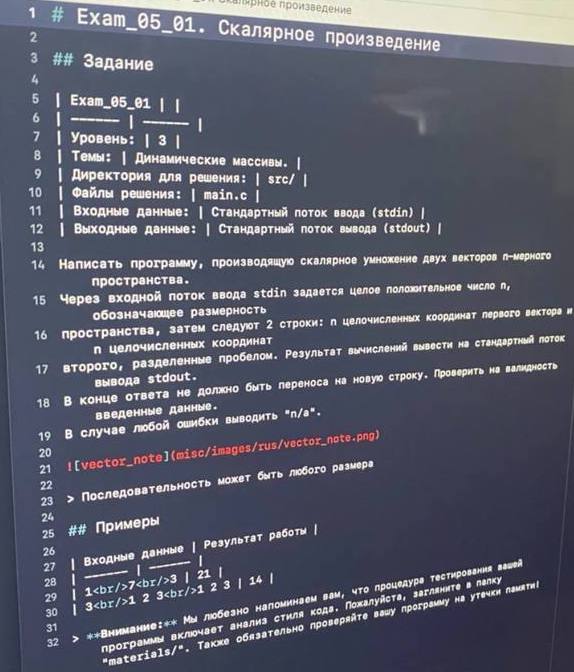 Скалярное произведение
1 # Exam_05_01. Скалярное произведение
2
3 ## Задание
4
5 | Exam_05_01 | |
6 | —————— | —————— |
7 | Уровень: | 3 |
8 | Темы: | Динамические массивы. |
9 | Директория для решения: | src/ |
10 | Файлы решения: | main.c |
11 | Входные данные: | Стандартный поток ввода (stdin) |
12 | Выходные данные: | Стандартный поток вывода (stdout) |
13
14 Написать программу, производящую скалярное умножение двух векторов n-мерного
пространства.
15 Через входной поток ввода stdin задается целое положительное число n,
обозначающее размерность
16 пространства, затем следуют 2 строки: n целочисленных координат первого вектора и
n целочисленных координат
17 второго, разделенные пробелом. Результат вычислений вывести на стандартный поток
вывода stdout.
18 В конце ответа не должно быть переноса на новую строку. Проверить на валидность
введенные данные.
19 В случае любой ошибки выводить "n/a".
20
21 ![vector_note](misc/images/rus/vector_note.png)
22
23 > Последовательность может быть любого размера
24
25 ## Примеры
26
27 | Входные данные | Результат работы |
28 | —————— | —————— |
29 | 1<br/>7<br/>3 | 21 |
30 | 3<br/>1 2 3<br/>1 2 3 | 14 |
31
32 > **Внимание:** Мы любезно напоминаем вам, что процедура тестирования вашей
программы включает анализ стиля кода. Пожалуйста, загляните в папку
"materials/". Также обязательно проверяйте вашу программу на утечки памяти!